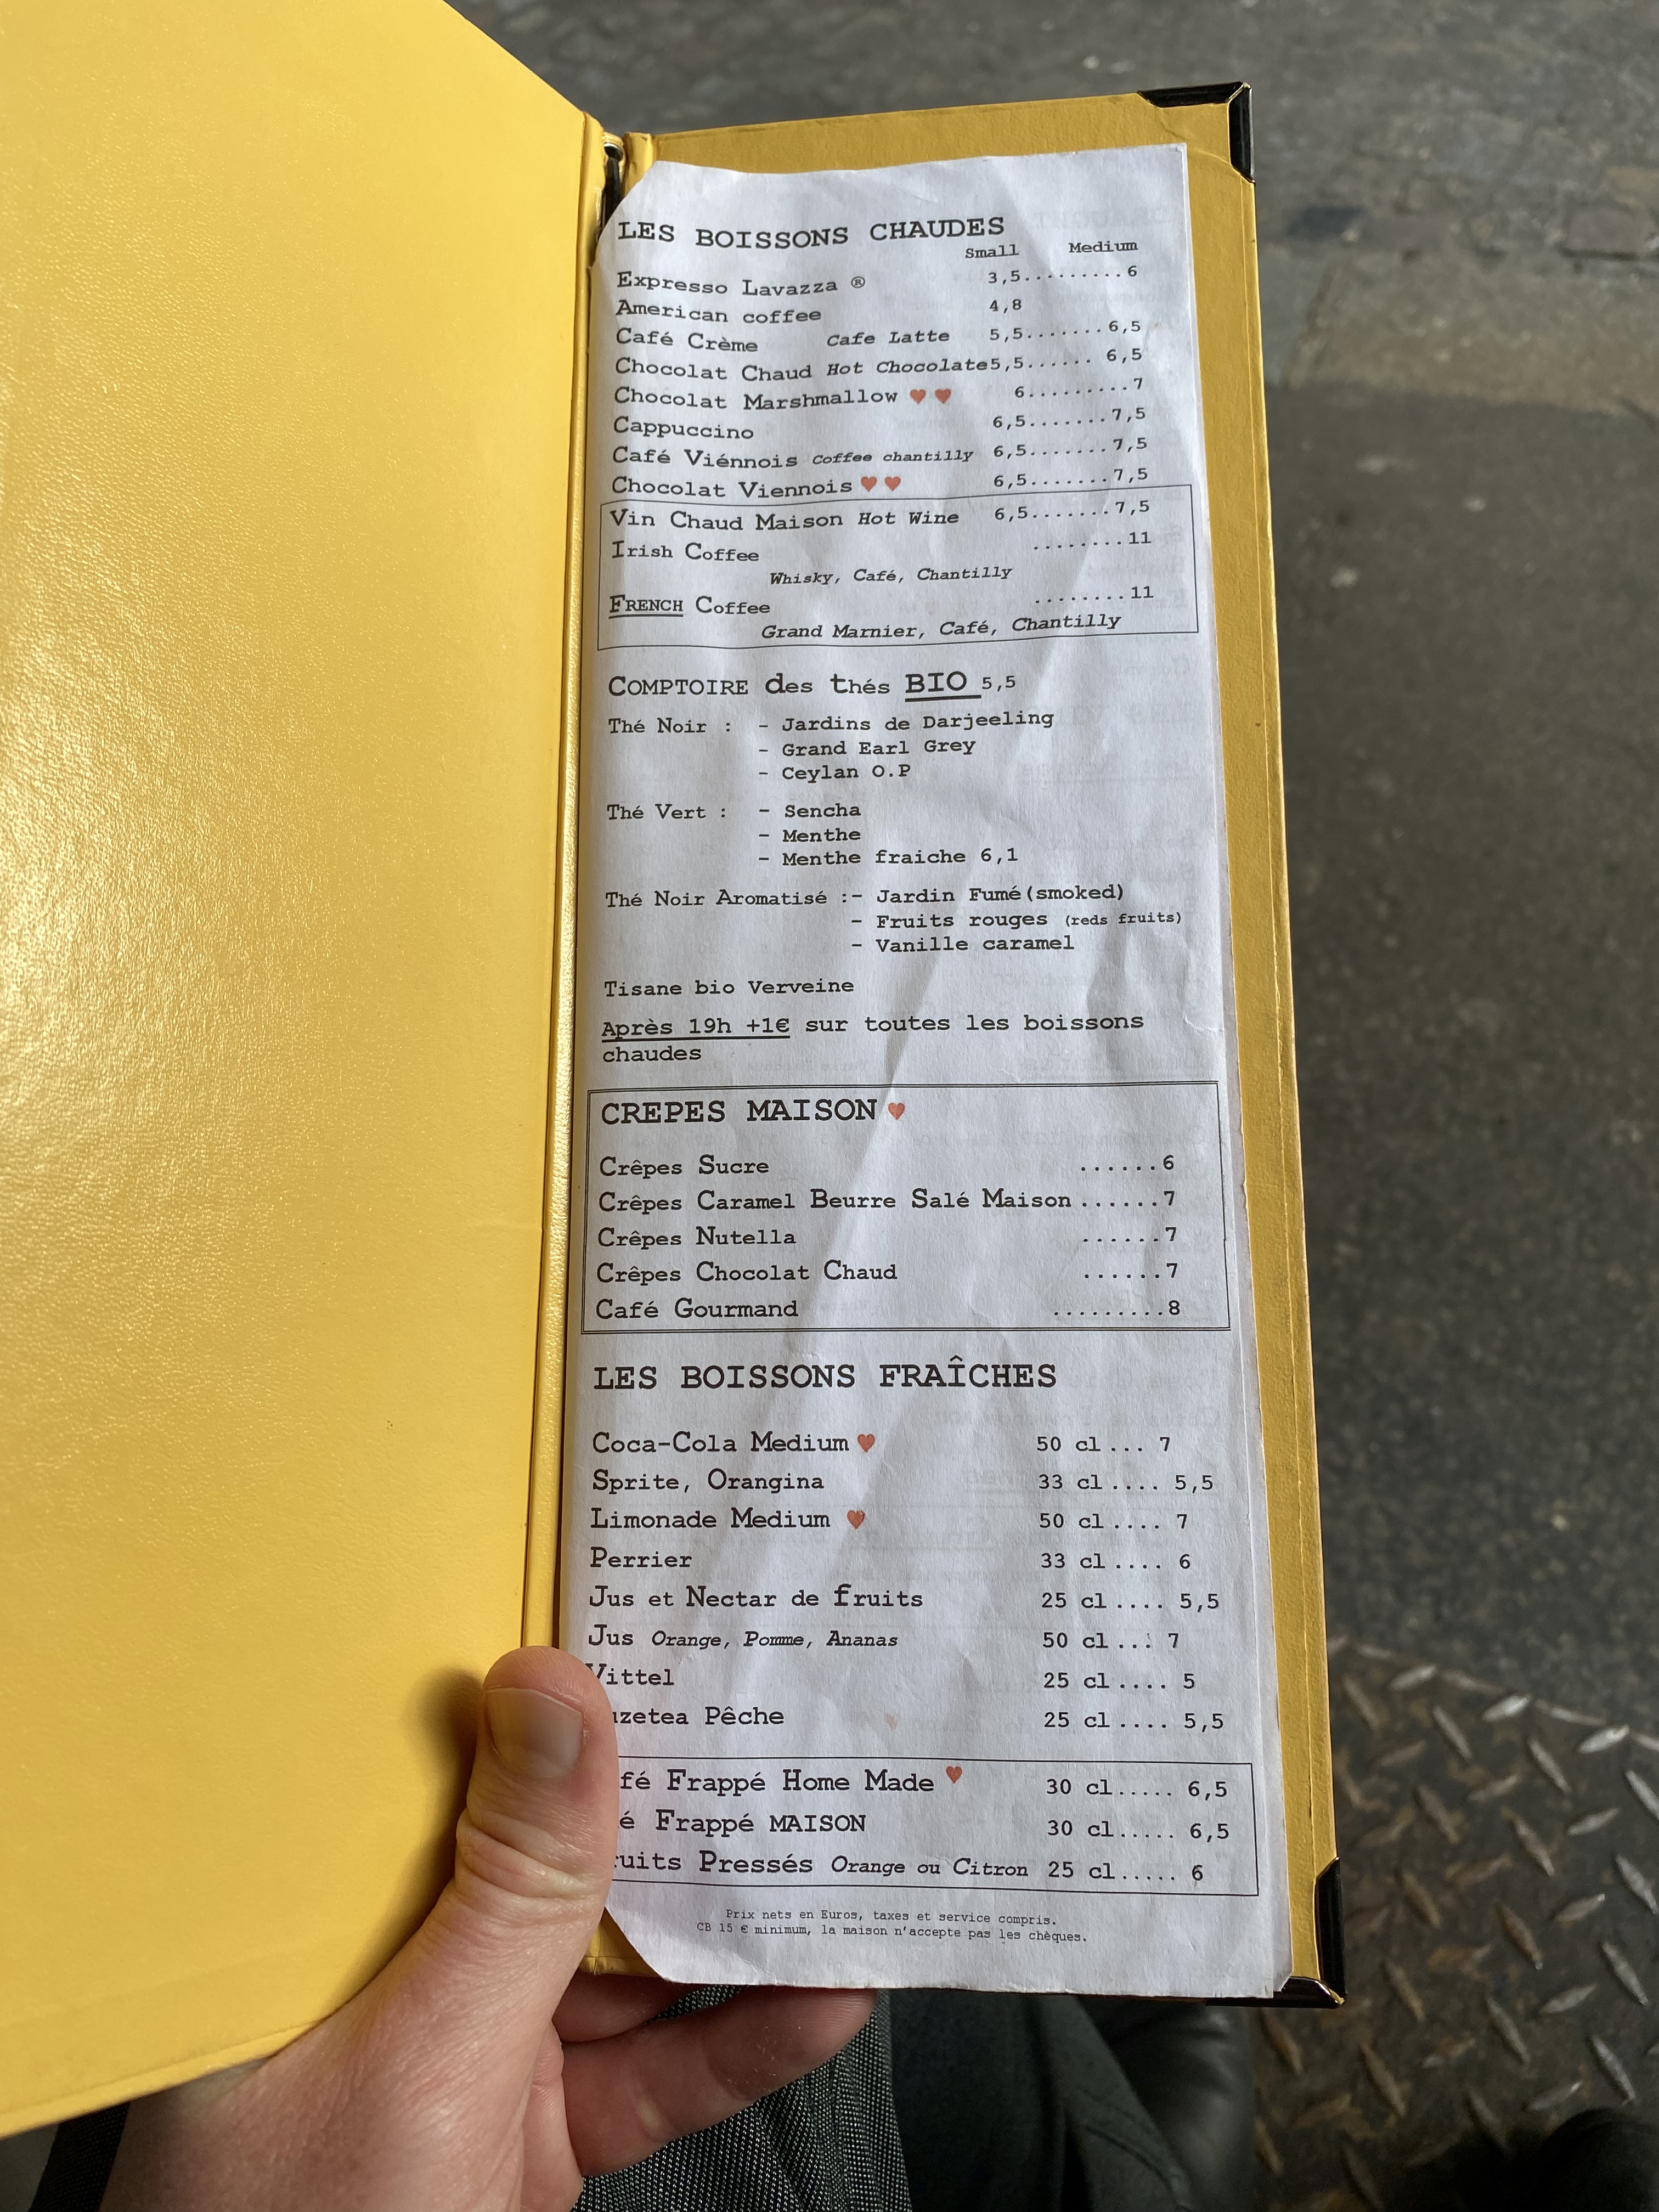 LES BOISSONS CHAUDES
Small Medium
Expresso Lavazza ® 3,5.........6
American coffee 4,8
Café Crème Cafe Latte 5,5.......6,5
Chocolat Chaud Hot Chocolate5,5...... 6,5
Chocolat Marshmallow ♥ ♥ 6.........7
Cappuccino 6,5.......7,5
Café Viénnois Coffee chantilly 6,5.......7,5
Chocolat Viennois ♥ ♥ 6,5.......7,5
Vin Chaud Maison Hot Wine 6,5.......7,5
Irish Coffee ........11
Whisky, Café, Chantilly
FRENCH Coffee ........11
Grand Marnier, Café, Chantilly
COMPTOIRE des thés BIO 5,5
Thé Noir : - Jardins de Darjeeling
- Grand Earl Grey
- Ceylan O.P
Thé Vert : - Sencha
- Menthe
- Menthe fraiche 6,1
Thé Noir Aromatisé :- Jardin Fumé(smoked)
- Fruits rouges (reds fruits)
- Vanille caramel
Tisane bio Verveine
Après 19h +1€ sur toutes les boissons
chaudes
CREPES MAISON ♥
Crêpes Sucre ......6
Crêpes Caramel Beurre Salé Maison ......7
Crêpes Nutella ......7
Crêpes Chocolat Chaud ......7
Café Gourmand .........8
LES BOISSONS FRAÎCHES
Coca-Cola Medium ♥ 50 cl... 7
Sprite, Orangina 33 cl.... 5,5
Limonade Medium ♥ 50 cl.... 7
Perrier 33 cl.... 6
Jus et Nectar de fruits 25 cl.... 5,5
Jus Orange, Pomme, Ananas 50 cl... 7
Vittel 25 cl.... 5
Pêche 25 cl.... 5,5
Frappé Home Made ♥ 30 cl..... 6,5
Frappé MAISON 30 cl..... 6,5
Pressés Orange ou Citron 25 cl..... 6
Prix nets en Euros, taxes et service compris.
CB 15 € minimum, la maison n'accepte pas les chèques.